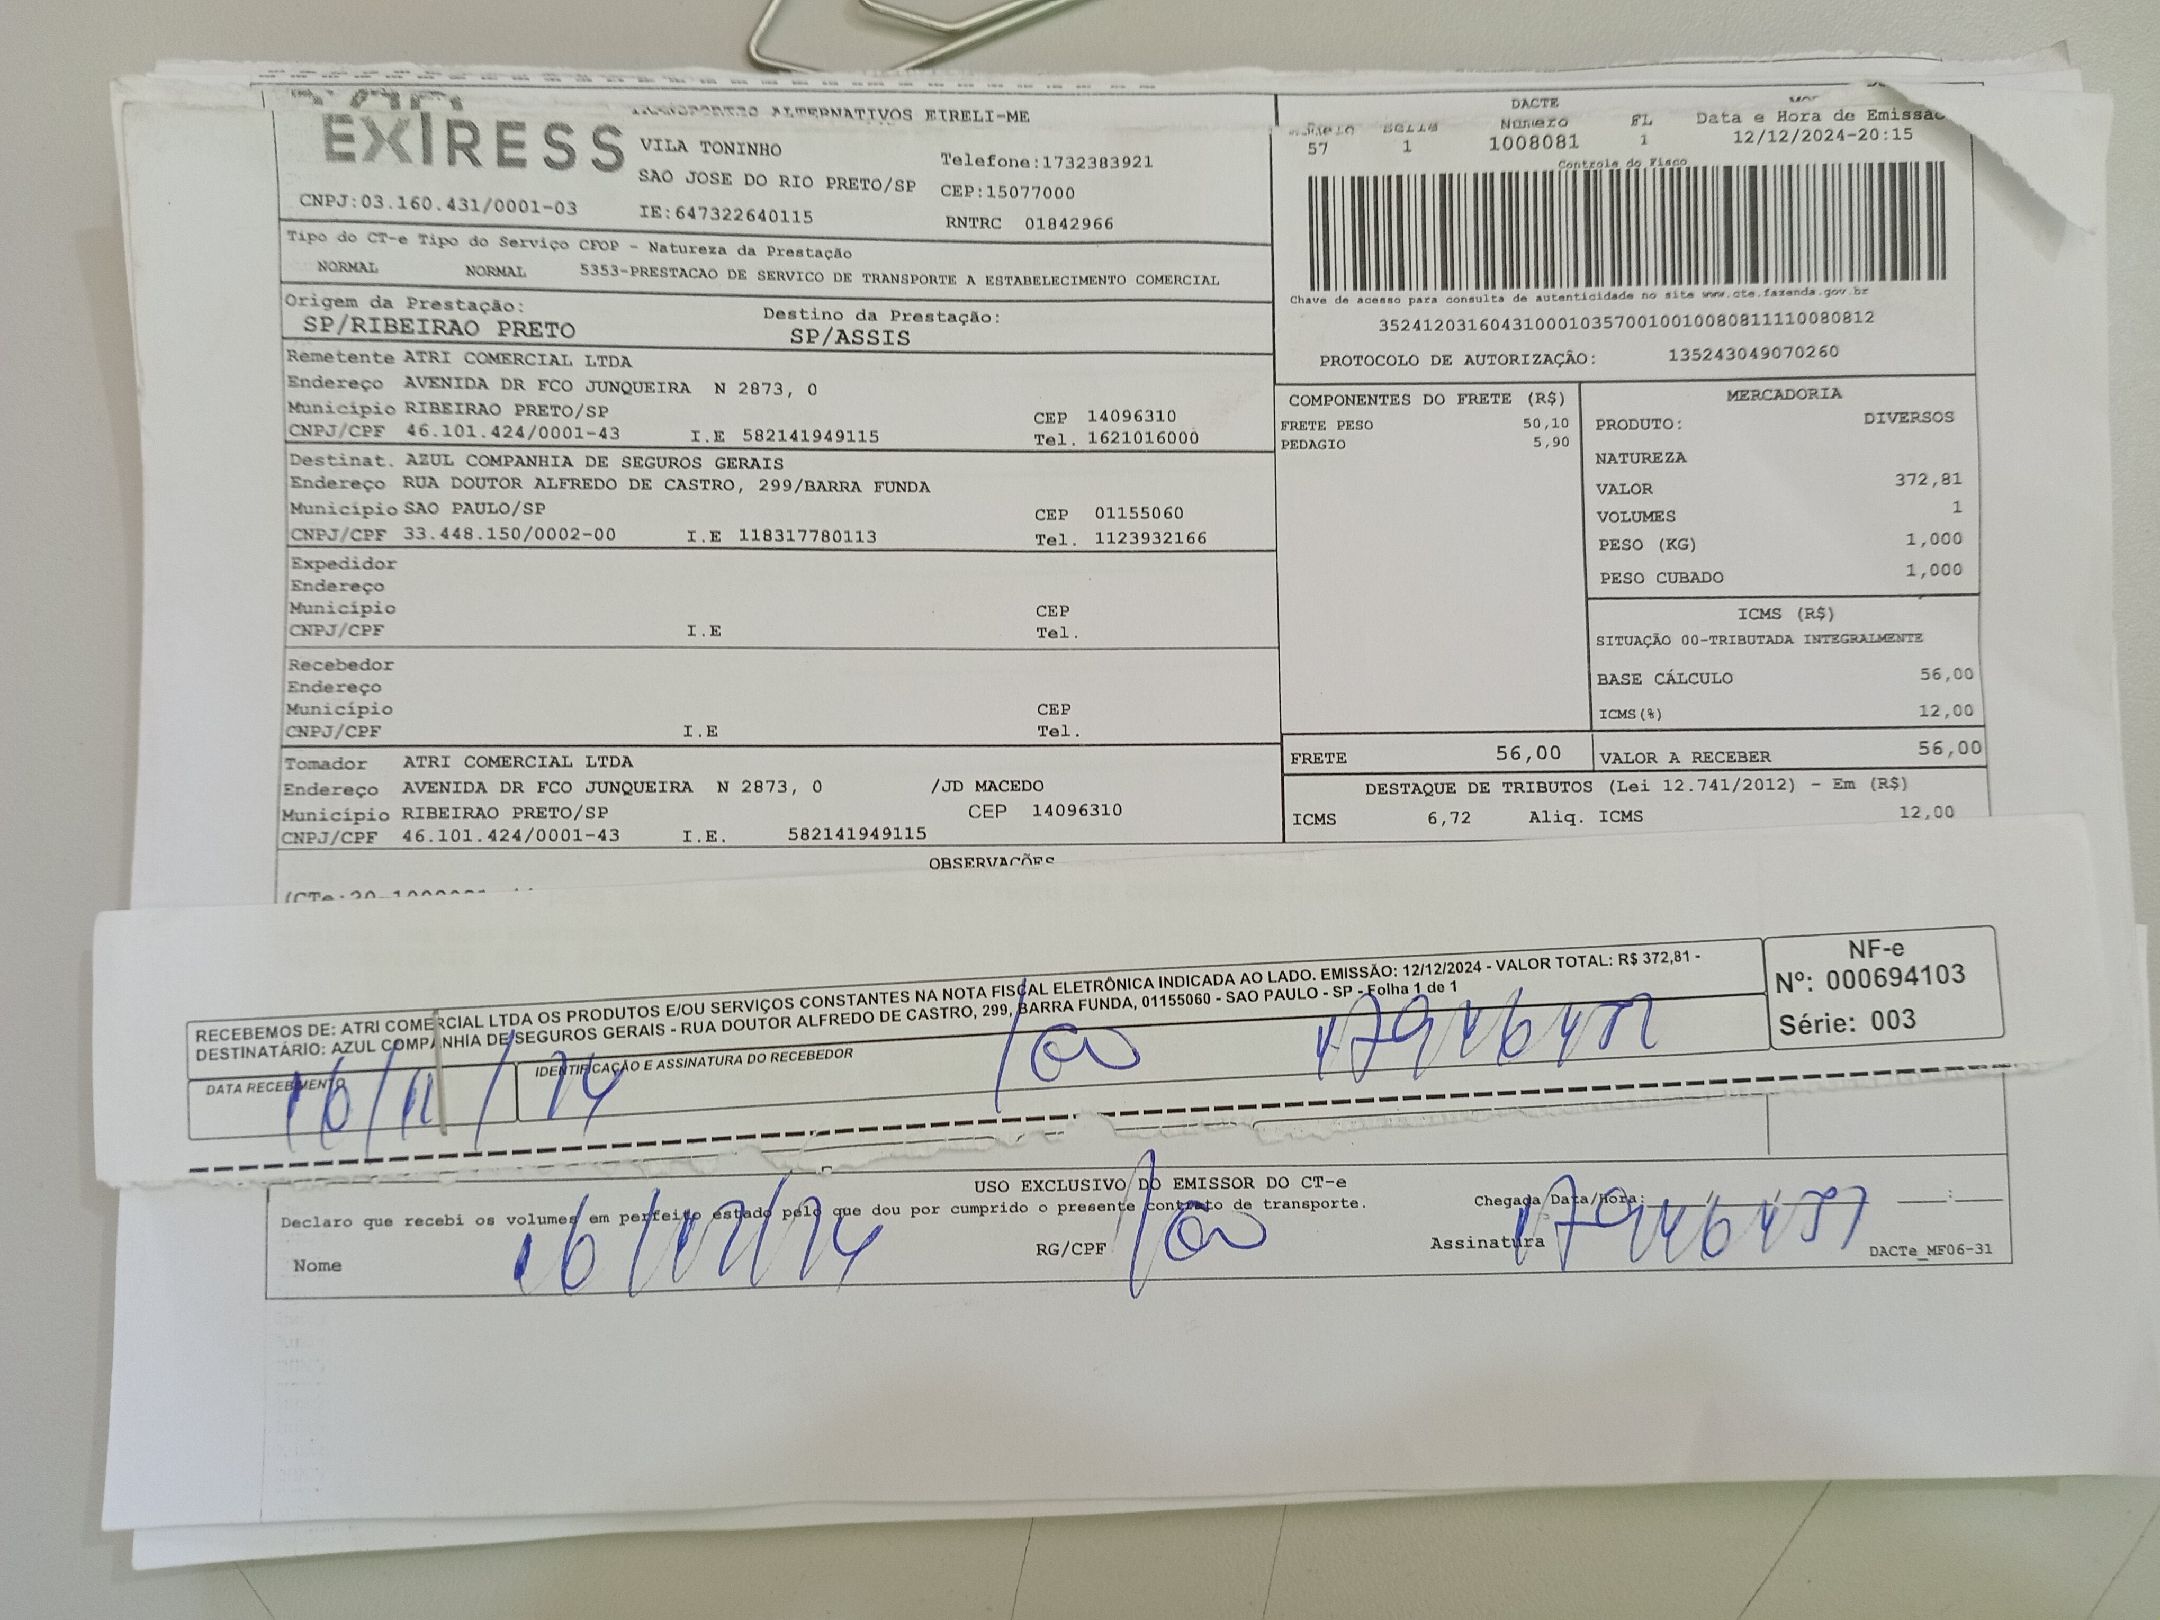 EXPRESS
TRANSPORTES ALTERNATIVOS EIRELI-ME
VILA TONINHO
Telefone:1732383921
SAO JOSE DO RIO PRETO/SP CEP:15077000
CNPJ:03.160.431/0001-03 IE:647322640115 RNTRC 01842966
DACTE
Número FL Data e Hora de Emissão
57 1 1008081 1 12/12/2024-20:15
Controle do Fisco
Chave de acesso para consulta de autenticidade no site www.cte.fazenda.gov.br
35241203160431000103570010010080811110080812
PROTOCOLO DE AUTORIZAÇÃO: 135243049070260
Tipo do CT-e Tipo do Serviço CFOP - Natureza da Prestação
NORMAL NORMAL 5353-PRESTACAO DE SERVICO DE TRANSPORTE A ESTABELECIMENTO COMERCIAL
Origem da Prestação: Destino da Prestação:
SP/RIBEIRAO PRETO SP/ASSIS
Remetente ATRI COMERCIAL LTDA
Endereço AVENIDA DR FCO JUNQUEIRA N 2873, 0
Município RIBEIRAO PRETO/SP CEP 14096310
CNPJ/CPF 46.101.424/0001-43 I.E 582141949115 Tel. 1621016000
Destinat. AZUL COMPANHIA DE SEGUROS GERAIS
Endereço RUA DOUTOR ALFREDO DE CASTRO, 299/BARRA FUNDA
Município SAO PAULO/SP CEP 01155060
CNPJ/CPF 33.448.150/0002-00 I.E 118317780113 Tel. 1123932166
Expedidor
Endereço
Município CEP
CNPJ/CPF I.E Tel.
Recebedor
Endereço
Município CEP
CNPJ/CPF I.E Tel.
Tomador ATRI COMERCIAL LTDA
Endereço AVENIDA DR FCO JUNQUEIRA N 2873, 0 /JD MACEDO
Município RIBEIRAO PRETO/SP CEP 14096310
CNPJ/CPF 46.101.424/0001-43 I.E. 582141949115
COMPONENTES DO FRETE (R$)
FRETE PESO 50,10
PEDAGIO 5,90
MERCADORIA
PRODUTO: DIVERSOS
NATUREZA
VALOR 372,81
VOLUMES 1
PESO (KG) 1,000
PESO CUBADO 1,000
ICMS (R$)
SITUAÇÃO 00-TRIBUTADA INTEGRALMENTE
BASE CÁLCULO 56,00
ICMS(%) 12,00
FRETE 56,00 VALOR A RECEBER 56,00
DESTAQUE DE TRIBUTOS (Lei 12.741/2012) - Em (R$)
ICMS 6,72 Aliq. ICMS 12,00
OBSERVAÇÕES
RECEBEMOS DE: ATRI COMERCIAL LTDA OS PRODUTOS E/OU SERVIÇOS CONSTANTES NA NOTA FISCAL ELETRÔNICA INDICADA AO LADO. EMISSÃO: 12/12/2024 - VALOR TOTAL: R$ 372,81 -
DESTINATÁRIO: AZUL COMPANHIA DE SEGUROS GERAIS - RUA DOUTOR ALFREDO DE CASTRO, 299, BARRA FUNDA, 01155060 - SAO PAULO - SP - Folha 1 de 1
NF-e
Nº: 000694103
Série: 003
DATA RECEBIMENTO IDENTIFICAÇÃO E ASSINATURA DO RECEBEDOR
USO EXCLUSIVO DO EMISSOR DO CT-e
Declaro que recebi os volumes em perfeito estado pelo que dou por cumprido o presente contrato de transporte. Chegada Data/Hora:
Nome 16/12/24 RG/CPF Assinatura
DACTe_MF06-31